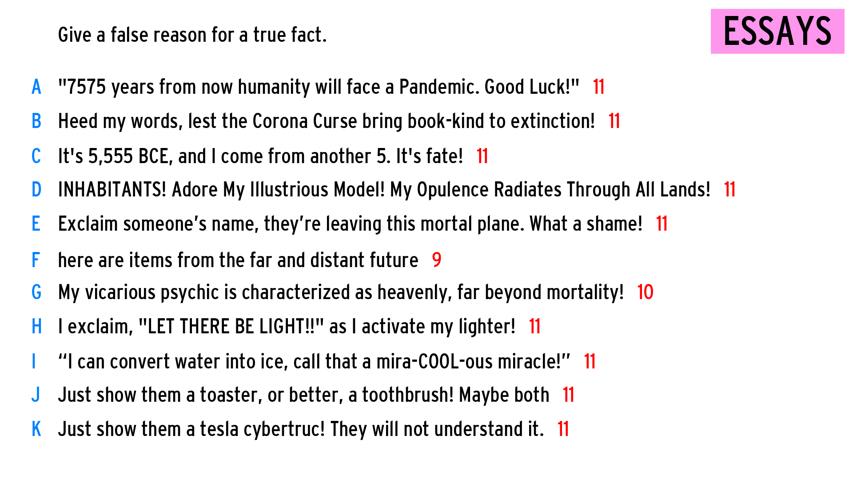 Give a false reason for a true fact.
ESSAYS
A "7575 years from now humanity will face a Pandemic. Good Luck!" 11
B Heed my words, lest the Corona Curse bring book-kind to extinction! 11
C It's 5,555 BCE, and I come from another 5. It's fate! 11
D INHABITANTS! Adore My Illustrious Model! My Opulence Radiates Through All Lands! 11
E Exclaim someone’s name, they’re leaving this mortal plane. What a shame! 11
F here are items from the far and distant future 9
G My vicarious psychic is characterized as heavenly, far beyond mortality! 10
H I exclaim, "LET THERE BE LIGHT!!" as I activate my lighter! 11
I “I can convert water into ice, call that a mira-COOL-ous miracle!” 11
J Just show them a toaster, or better, a toothbrush! Maybe both 11
K Just show them a tesla cybertruc! They will not understand it. 11